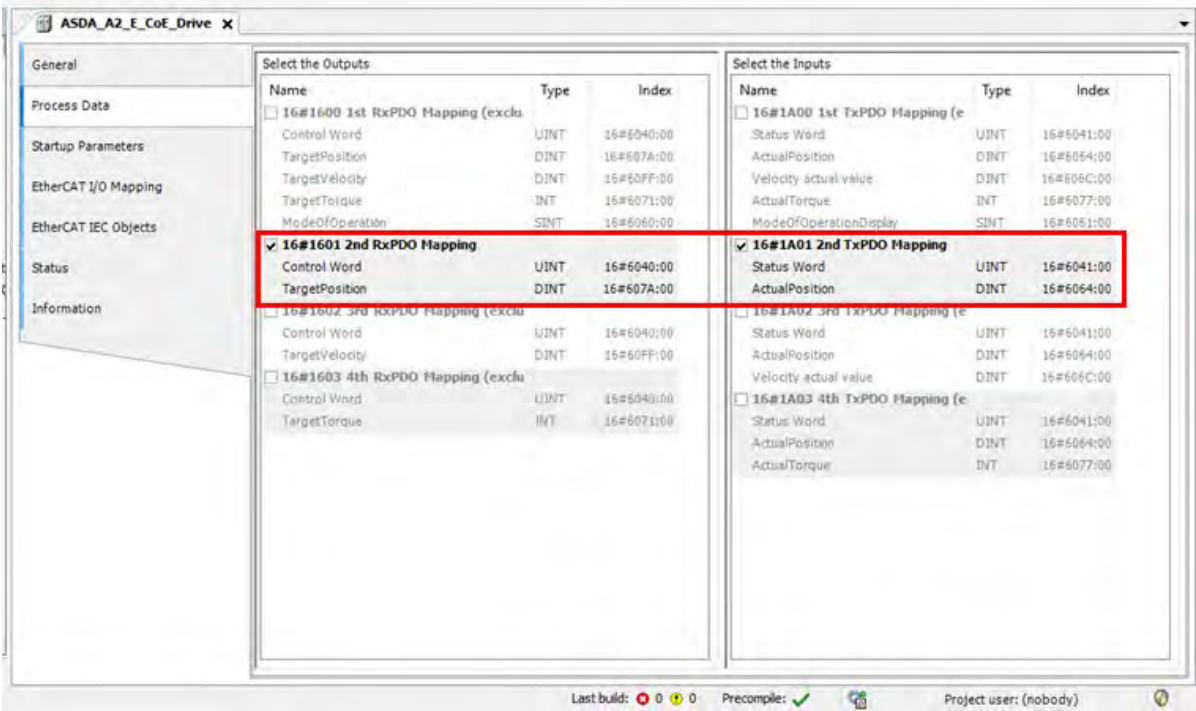 ASDA_A2_E_CoE_Drive X
General
Process Data
Startup Parameters
EtherCAT I/O Mapping
EtherCAT IEC Objects
Status
Information
Select the Outputs
Name Type Index
16#1600 1st RxPDO Mapping (exclu
Control Word UINT 16#6040:00
TargetPosition DINT 16#607A:00
TargetVelocity DINT 16#60FF:00
TargetTorque INT 16#6071:00
ModeOfOperation SINT 16#6060:00
16#1601 2nd RxPDO Mapping
Control Word UINT 16#6040:00
TargetPosition DINT 16#607A:00
16#1602 3rd RxPDO Mapping (exclu
Control Word UINT 16#6040:00
TargetVelocity DINT 16#60FF:00
16#1603 4th RxPDO Mapping (exclu
Control Word UINT 16#6040:00
TargetTorque INT 16#6071:00
Select the Inputs
Name Type Index
16#1A00 1st TxPDO Mapping (e
Status Word UINT 16#6041:00
ActualPosition DINT 16#6064:00
Velocity actual value DINT 16#606C:00
ActualTorque INT 16#6077:00
ModeOfOperationDisplay SINT 16#6061:00
16#1A01 2nd TxPDO Mapping
Status Word UINT 16#6041:00
ActualPosition DINT 16#6064:00
16#1A02 3rd TxPDO Mapping (e
Status Word UINT 16#6041:00
ActualPosition DINT 16#6064:00
Velocity actual value DINT 16#606C:00
16#1A03 4th TxPDO Mapping (e
Status Word UINT 16#6041:00
ActualPosition DINT 16#6064:00
ActualTorque INT 16#6077:00
Last build: 0 0 Precompile: Project user: (nobody)